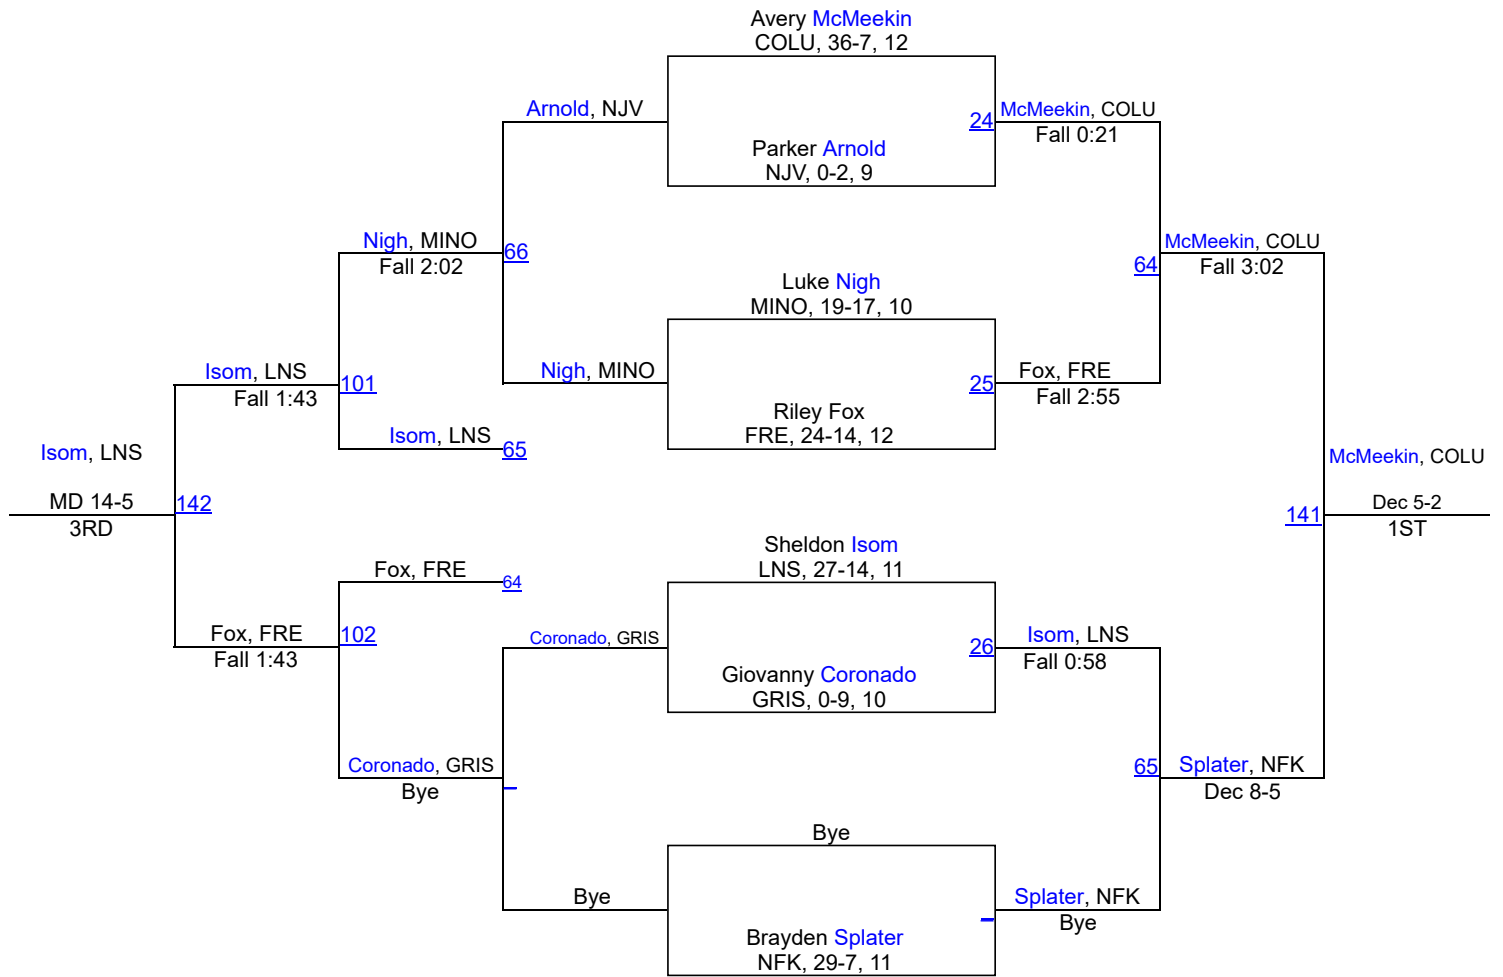 Avery McMeekin
COLU, 36-7, 12
Arnold, NJV
24
McMeekin, COLU
Fall 0:21
Parker Arnold
NJV, 0-2, 9
Nigh, MINO
Fall 2:02
66
McMeekin, COLU
64
Fall 3:02
Luke Nigh
MINO, 19-17, 10
Isom, LNS
Fall 1:43
101
Nigh, MINO
25
Fox, FRE
Fall 2:55
Riley Fox
FRE, 24-14, 12
Isom, LNS
65
Isom, LNS
MD 14-5
3RD
142
McMeekin, COLU
141
Dec 5-2
1ST
Sheldon Isom
LNS, 27-14, 11
Fox, FRE
64
Fox, FRE
Fall 1:43
102
Coronado, GRIS
26
Isom, LNS
Fall 0:58
Giovanny Coronado
GRIS, 0-9, 10
Coronado, GRIS
Bye
65
Splater, NFK
Dec 8-5
Bye
Bye
Splater, NFK
Bye
Brayden Splater
NFK, 29-7, 11